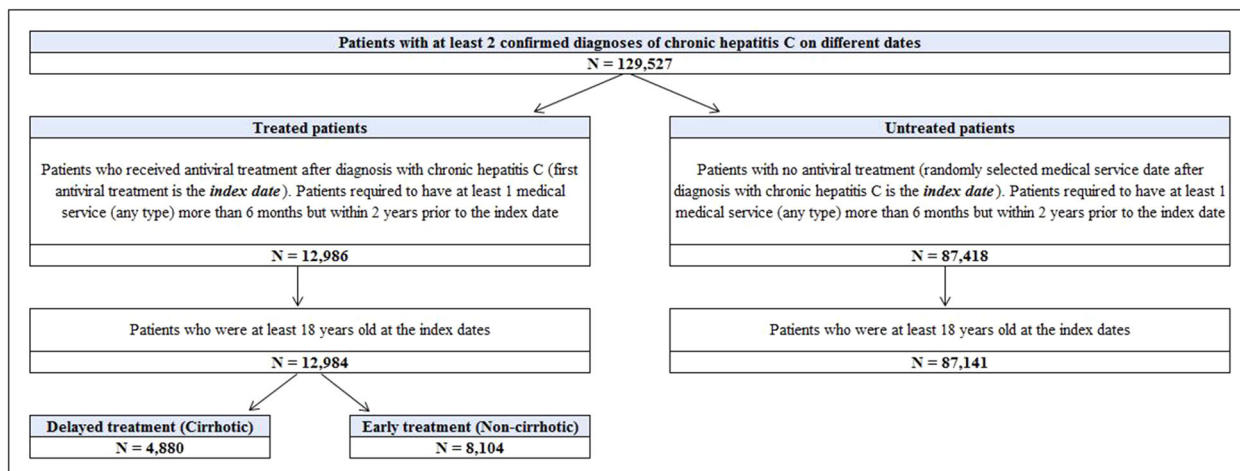 Patients with at least 2 confirmed diagnoses of chronic hepatitis C on different dates
N = 129,527
Treated patients
Patients who received antiviral treatment after diagnosis with chronic hepatitis C (first
antiviral treatment is the index date). Patients required to have at least 1 medical
service (any type) more than 6 months but within 2 years prior to the index date
N = 12,986
Patients who were at least 18 years old at the index dates
N = 12,984
Delayed treatment (Cirrhotic)
N = 4,880
Early treatment (Non-cirrhotic)
N = 8,104
Untreated patients
Patients with no antiviral treatment (randomly selected medical service date after
diagnosis with chronic hepatitis C is the index date). Patients required to have at least 1
medical service (any type) more than 6 months but within 2 years prior to the index date
N = 87,418
Patients who were at least 18 years old at the index dates
N = 87,141